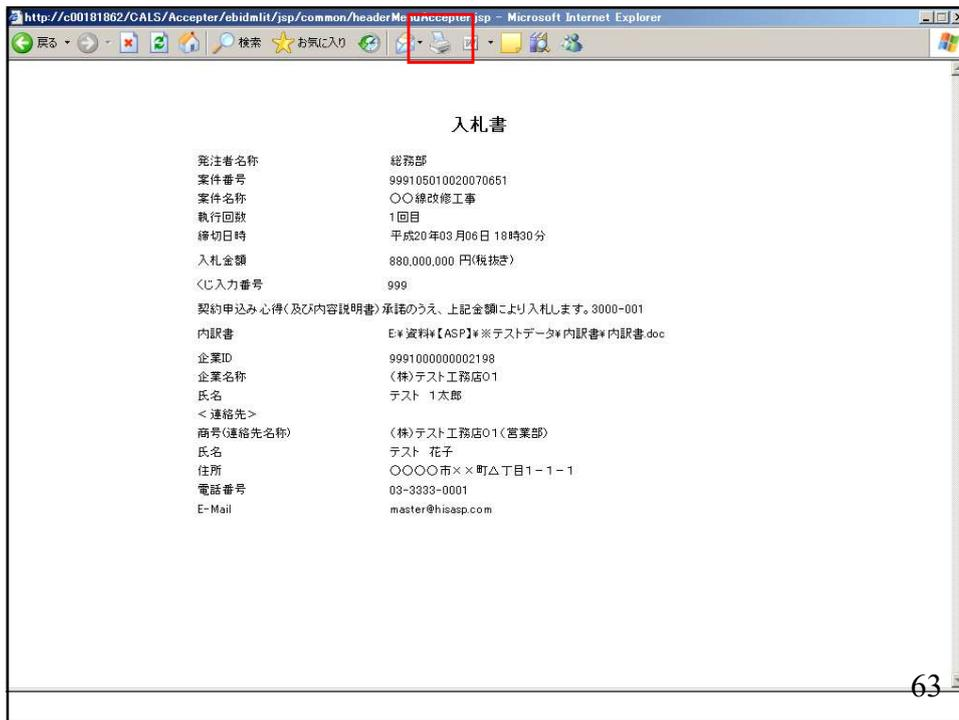 http://c00181862/CALS/Accepter/ebidmlit/jsp/common/headerMenuAccepter.jsp - Microsoft Internet Explorer
戻る 検索 お気に入り
入札書
発注者名称 総務部
案件番号 999105010020070651
案件名称 〇〇線改修工事
執行回数 1回目
締切日時 平成20年03月06日 18時30分
入札金額 880,000,000 円(税抜き)
くじ入力番号 999
契約申込み心得(及び内容説明書)承諾のうえ、上記金額により入札します。3000-001
内訳書 E:¥資料¥【ASP】¥※テストデータ¥内訳書¥内訳書.doc
企業ID 9991000000002198
企業名称 (株)テスト工務店01
氏名 テスト 1太郎
<連絡先>
商号(連絡先名称) (株)テスト工務店01(営業部)
氏名 テスト 花子
住所 〇〇〇〇市××町△丁目1-1-1
電話番号 03-3333-0001
E-Mail master@hisasp.com
63